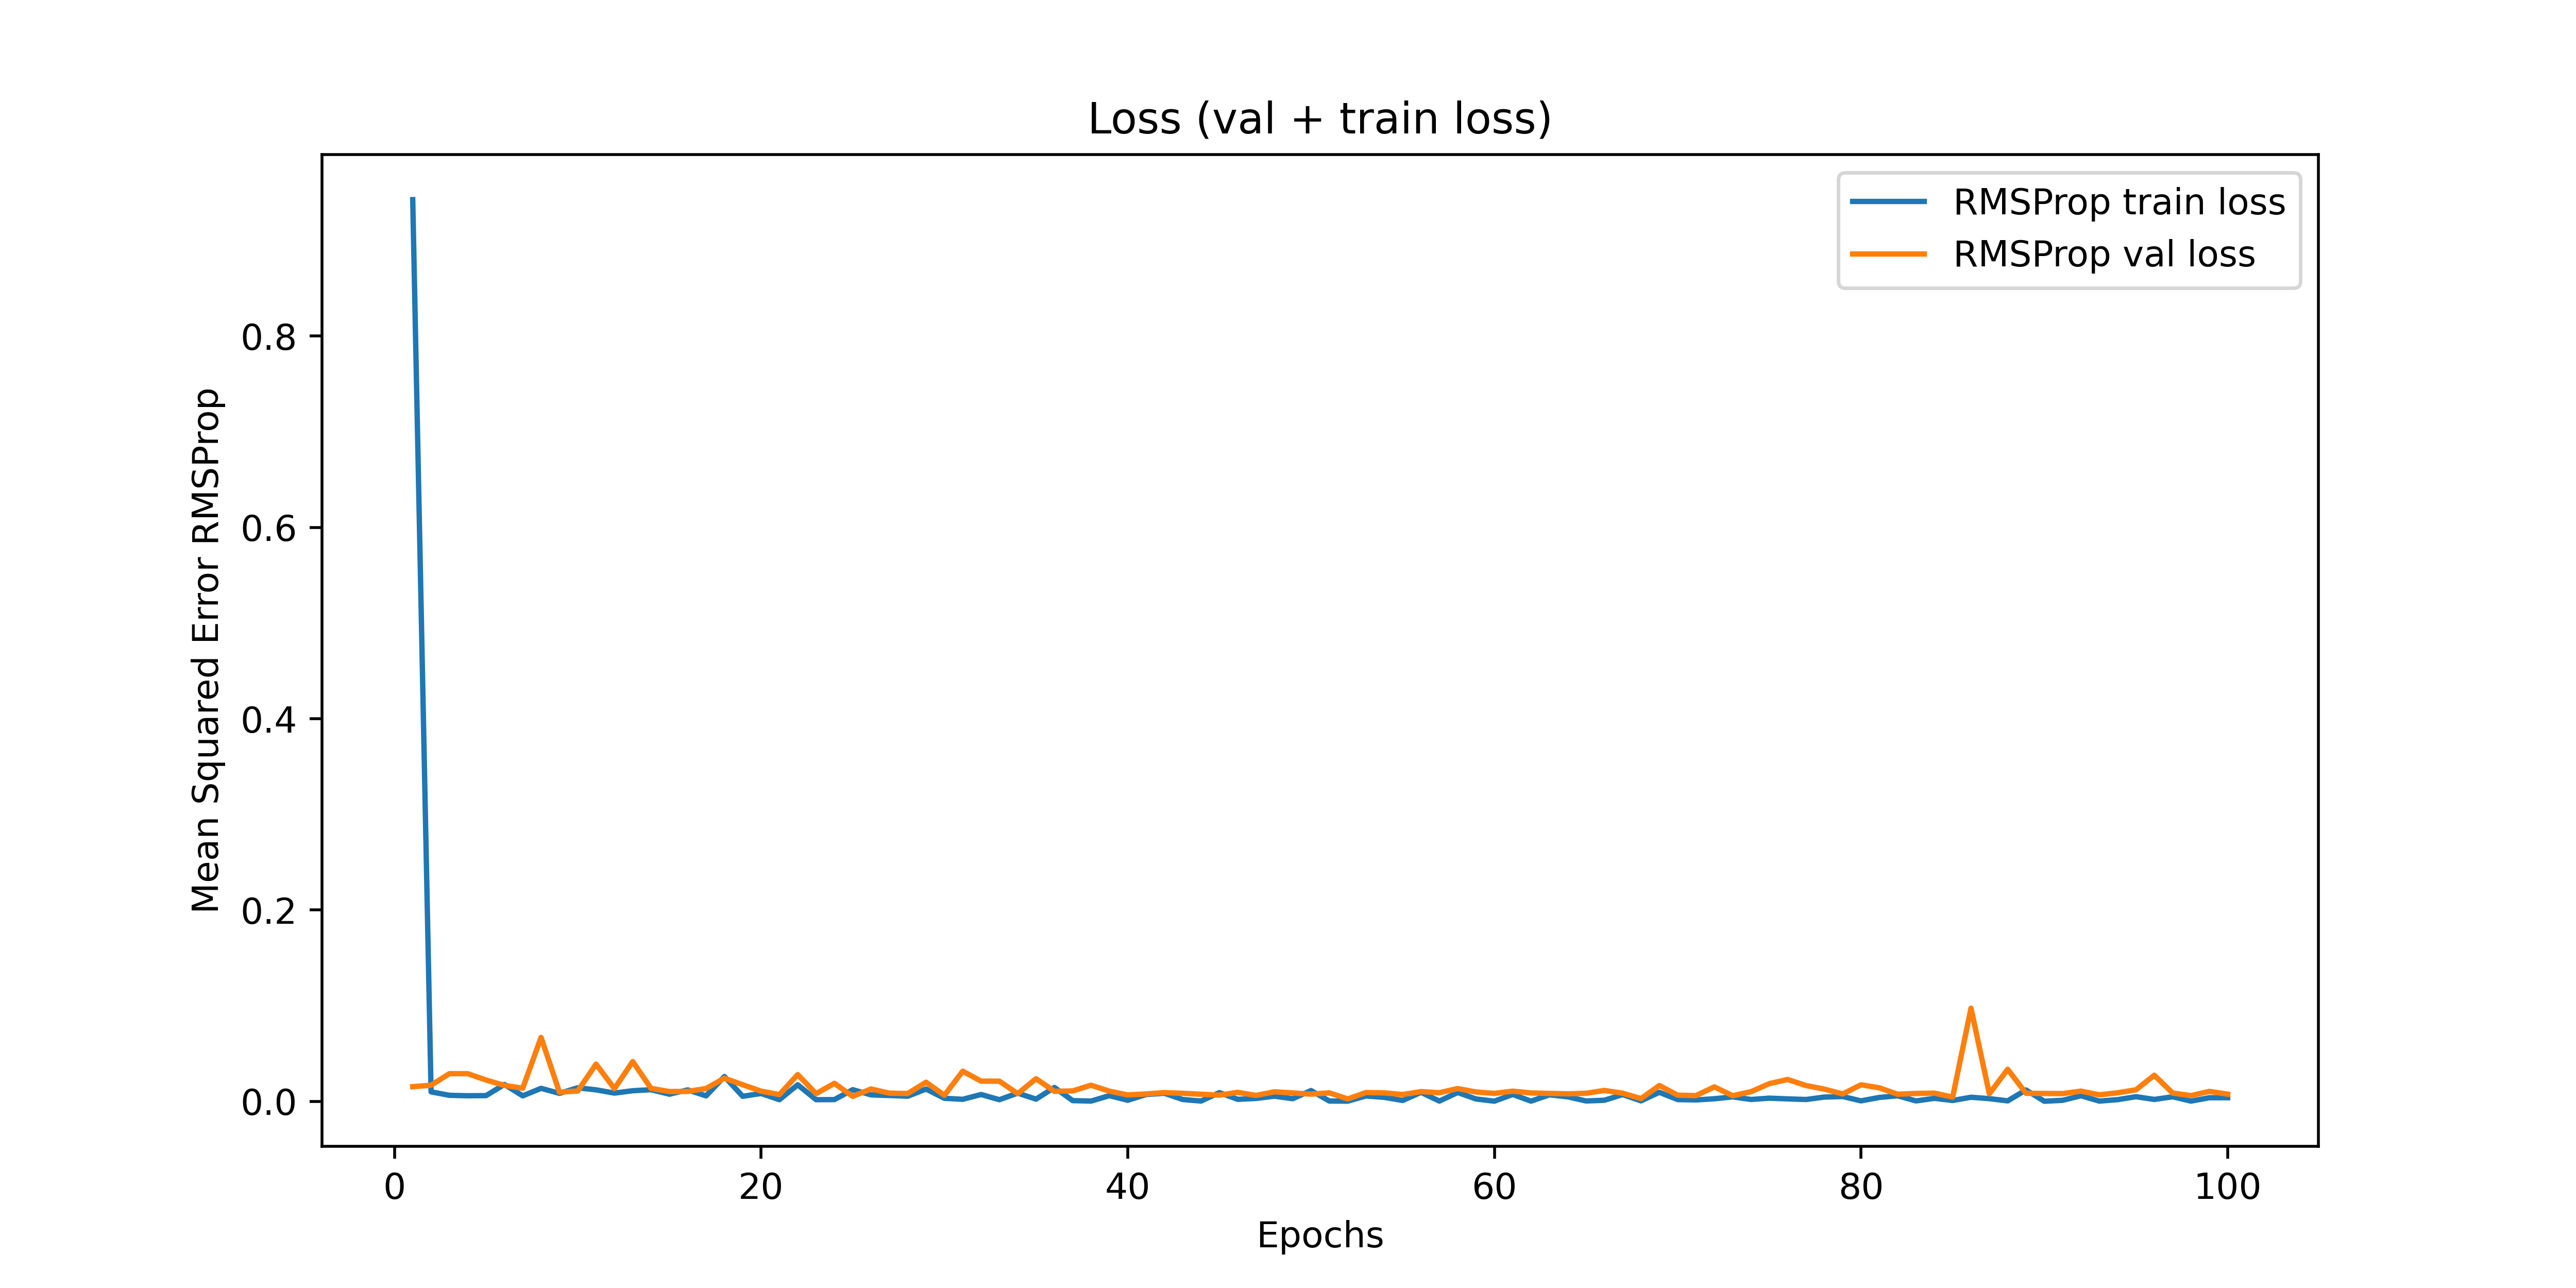 Loss (val + train loss)
RMSProp train loss
RMSProp val loss
Mean Squared Error RMSProp
0.8
0.6
0.4
0.2
0.0
0 20 40 60 80 100
Epochs